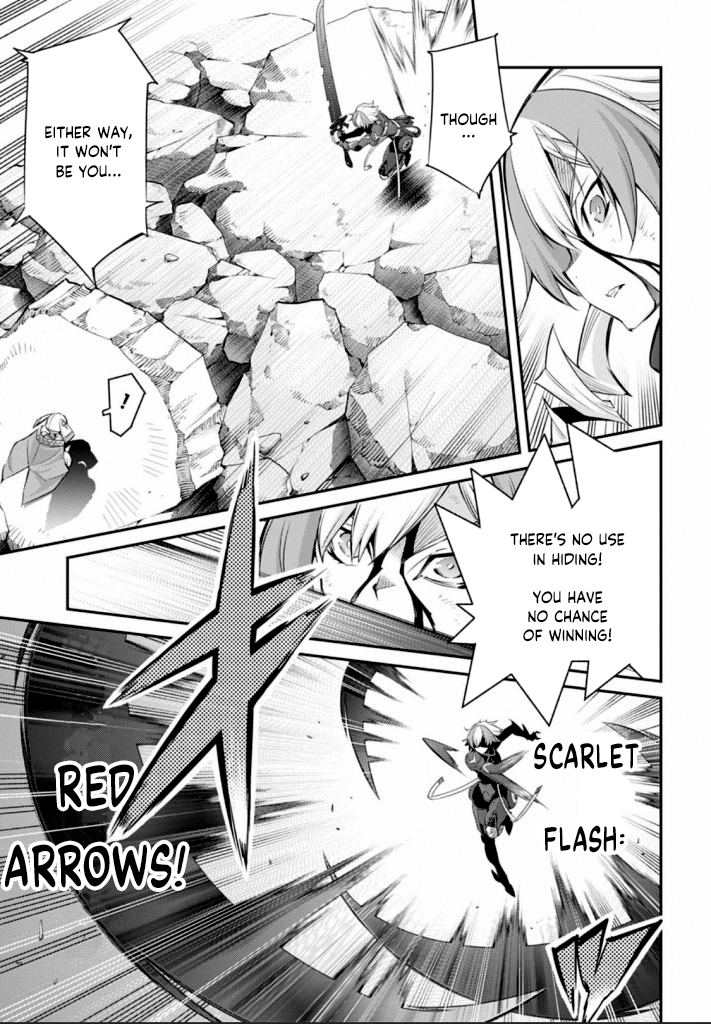 THOUGH
...
EITHER WAY,
IT WON'T
BE YOU...
!
THERE'S NO USE
IN HIDING!
YOU HAVE
NO CHANCE
OF WINNING!
SCARLET
FLASH:
RED
ARROWS!